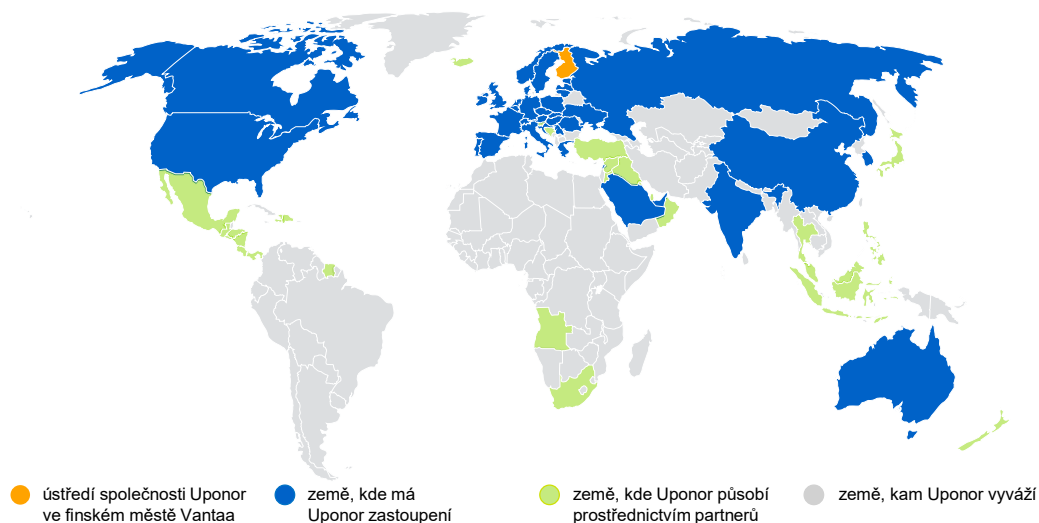 ústředí společnosti Uponor
ve finském městě Vantaa
země, kde má
Uponor zastoupení
země, kde Uponor působí
prostřednictvím partnerů
země, kam Uponor vyváží